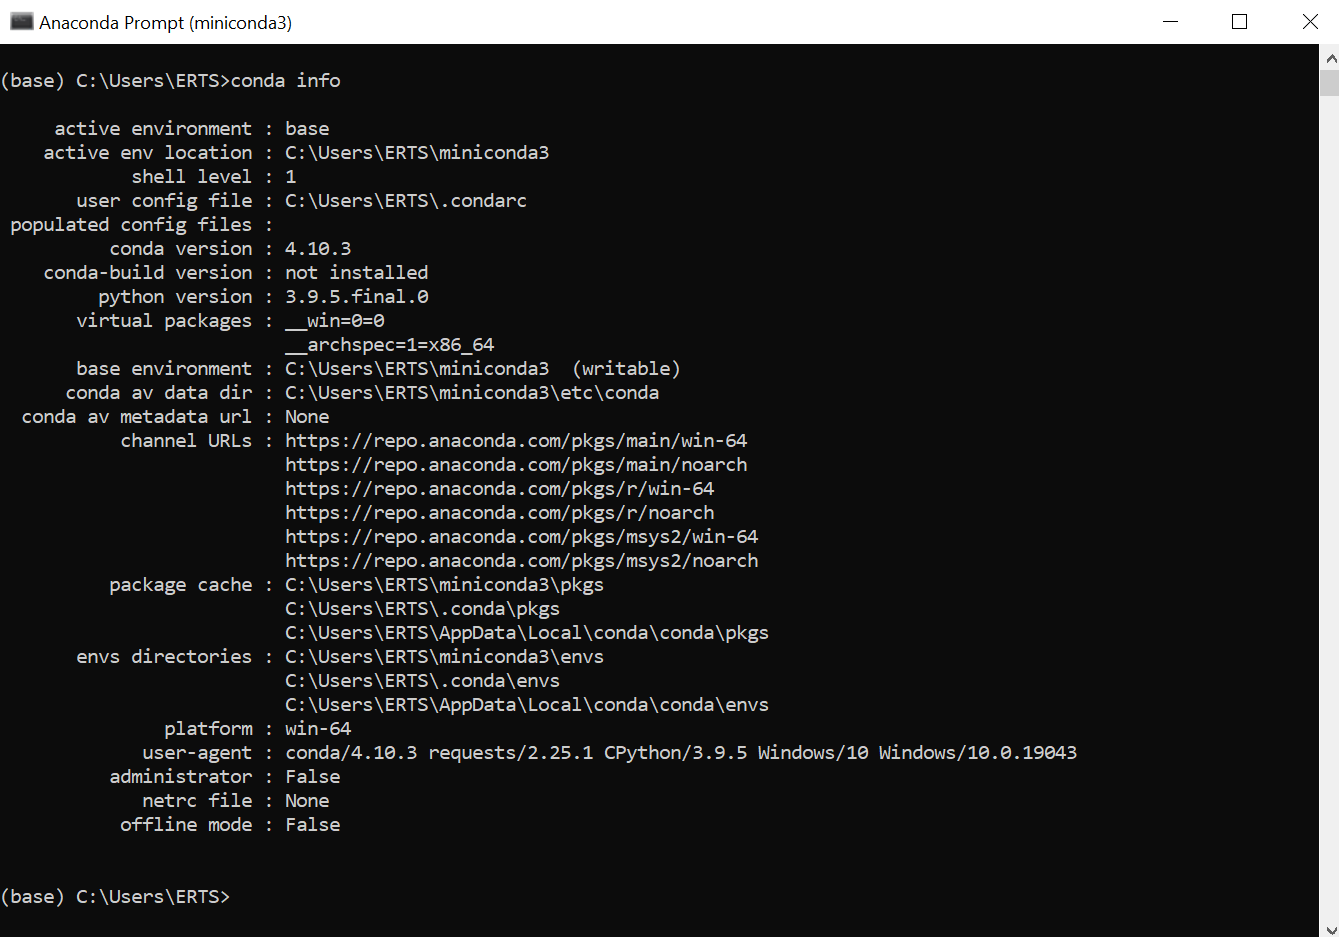 Anaconda Prompt (miniconda3)
(base) C:\Users\ERTS>conda info
active environment : base
active env location : C:\Users\ERTS\miniconda3
shell level : 1
user config file : C:\Users\ERTS\.condarc
populated config files :
conda version : 4.10.3
conda-build version : not installed
python version : 3.9.5.final.0
virtual packages : __win=0=0
__archspec=1=x86_64
base environment : C:\Users\ERTS\miniconda3  (writable)
conda av data dir : C:\Users\ERTS\miniconda3\etc\conda
conda av metadata url : None
channel URLs : https://repo.anaconda.com/pkgs/main/win-64
https://repo.anaconda.com/pkgs/main/noarch
https://repo.anaconda.com/pkgs/r/win-64
https://repo.anaconda.com/pkgs/r/noarch
https://repo.anaconda.com/pkgs/msys2/win-64
https://repo.anaconda.com/pkgs/msys2/noarch
package cache : C:\Users\ERTS\miniconda3\pkgs
C:\Users\ERTS\.conda\pkgs
C:\Users\ERTS\AppData\Local\conda\conda\pkgs
envs directories : C:\Users\ERTS\miniconda3\envs
C:\Users\ERTS\.conda\envs
C:\Users\ERTS\AppData\Local\conda\conda\envs
platform : win-64
user-agent : conda/4.10.3 requests/2.25.1 CPython/3.9.5 Windows/10 Windows/10.0.19043
administrator : False
netrc file : None
offline mode : False
(base) C:\Users\ERTS>